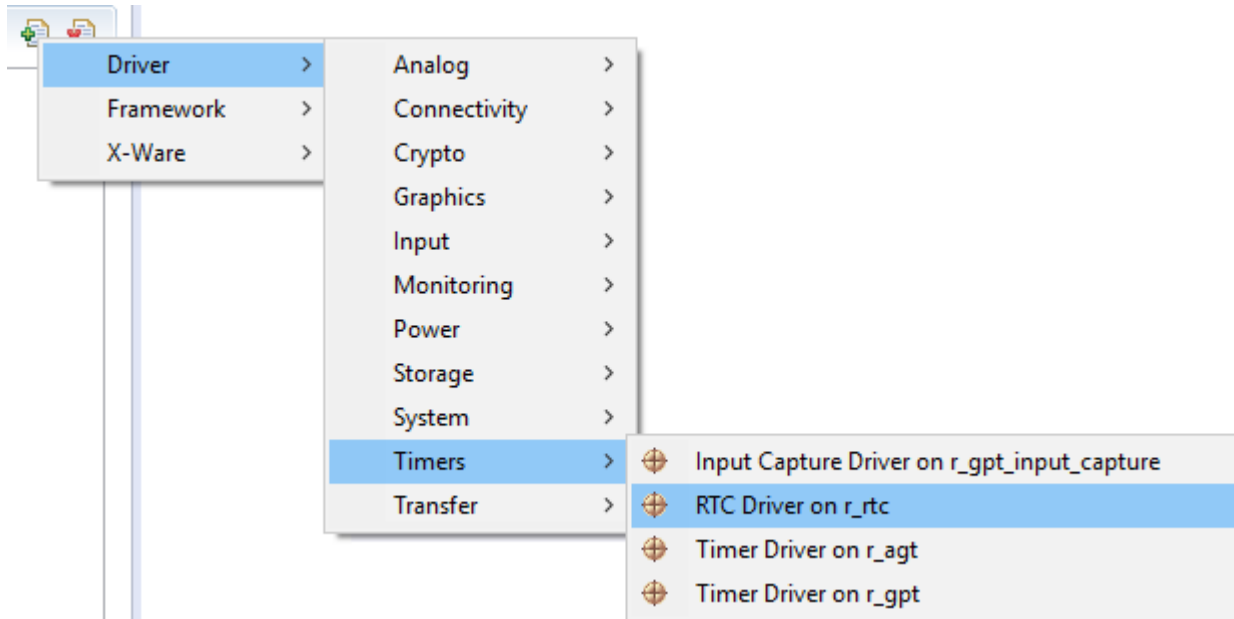 Driver
Framework
X-Ware
Analog
Connectivity
Crypto
Graphics
Input
Monitoring
Power
Storage
System
Timers
Transfer
Input Capture Driver on r_gpt_input_capture
RTC Driver on r_rtc
Timer Driver on r_agt
Timer Driver on r_gpt